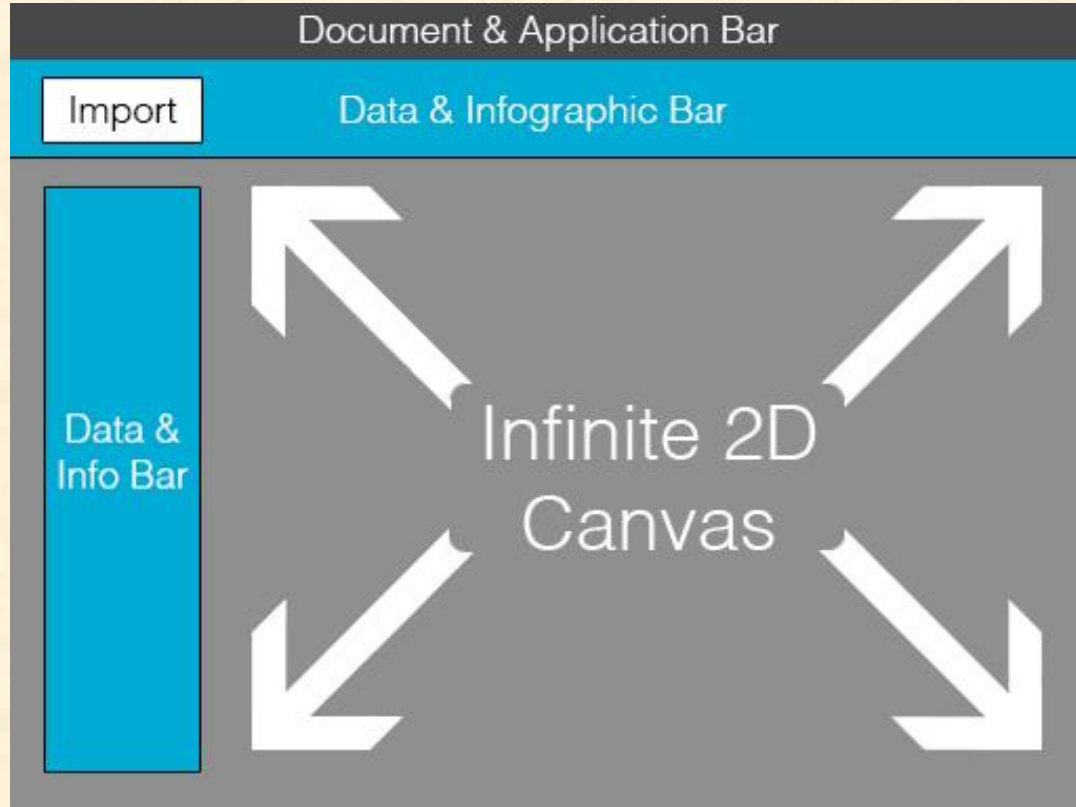 Document & Application Bar
Import
Data & Infographic Bar
Data &
Info Bar
Infinite 2D
Canvas